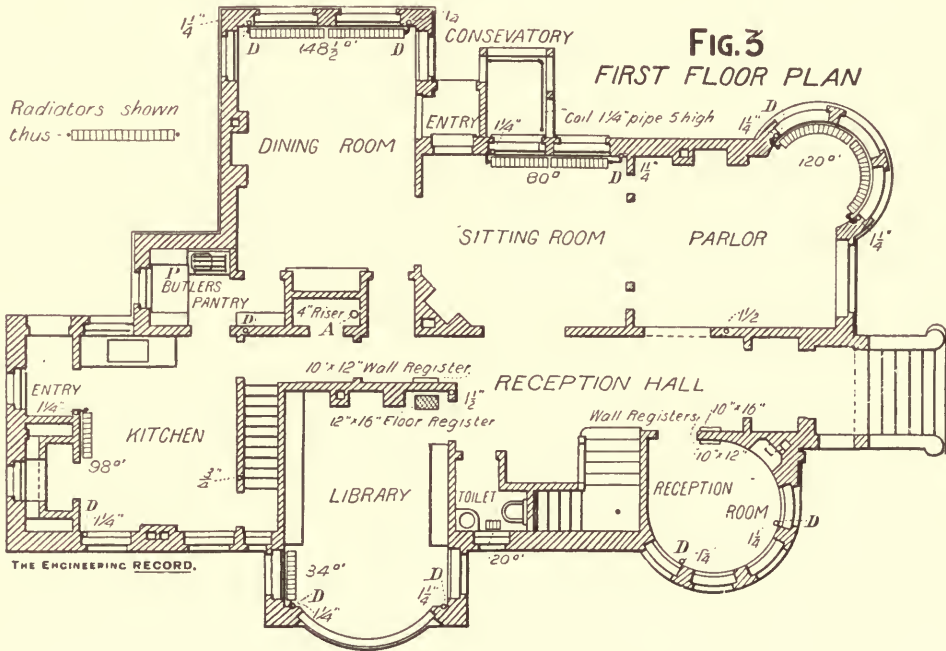 FIG.3
FIRST FLOOR PLAN
Radiators shown
thus
1¼"
D
148½□'
D
1¼
CONSEVATORY
ENTRY
1¼"
Coil 1¼" pipe 5 high
DINING ROOM
80□'
D
1¼"
D
1¼"
120□'
1¼"
SITTING ROOM
PARLOR
P
BUTLERS
PANTRY
D
4" Riser
A
1½
10"x12" Wall Register
RECEPTION HALL
1½"
12"x16" Floor Register
Wall Registers
10"x16"
10"x12"
ENTRY
1¼"
KITCHEN
98□'
D
1¼"
¾"
LIBRARY
TOILET
20□'
RECEPTION
ROOM
D
1¼
D
1¼
34□'
D
1¼"
D
1¼"
THE ENGINEERING RECORD.